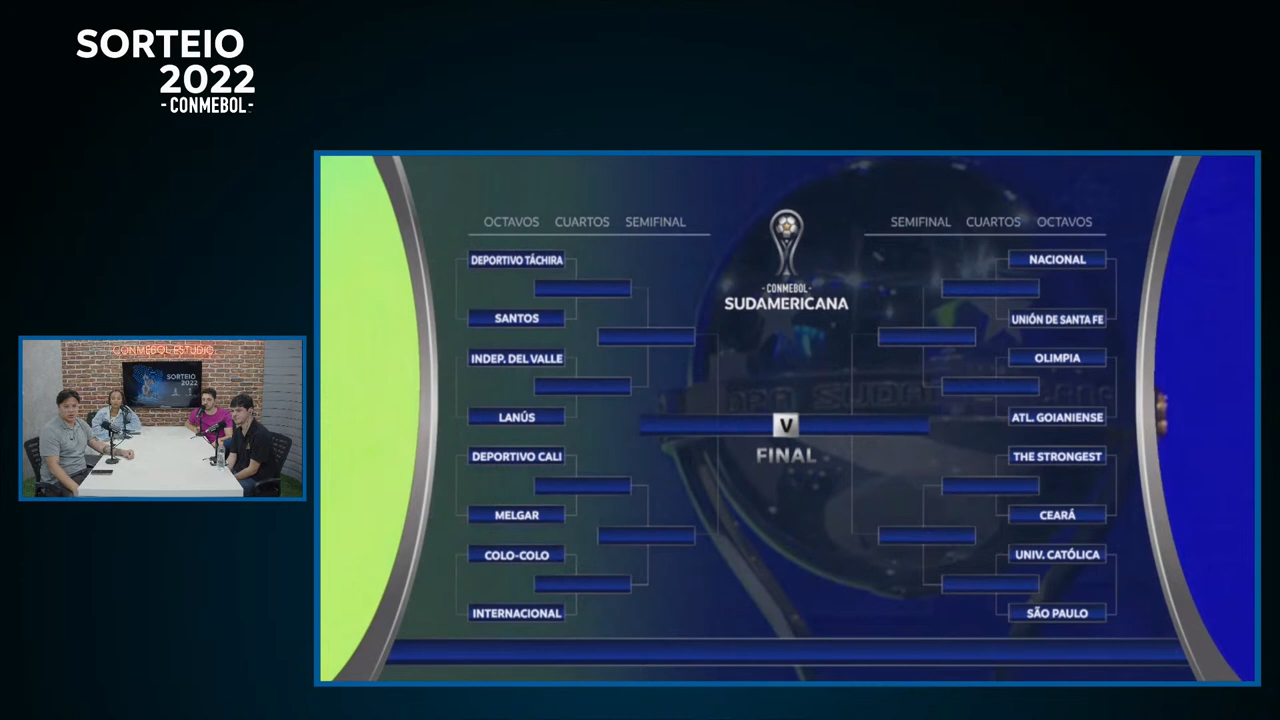 SORTEIO
2022
- CONMEBOL -
OCTAVOS CUARTOS SEMIFINAL
SEMIFINAL CUARTOS OCTAVOS
- CONMEBOL -
SUDAMERICANA
DEPORTIVO TÁCHIRA
SANTOS
INDEP. DEL VALLE
LANÚS
DEPORTIVO CALI
MELGAR
COLO-COLO
INTERNACIONAL
V
FINAL
NACIONAL
UNIÓN DE SANTA FE
OLIMPIA
ATL. GOIANIENSE
THE STRONGEST
CEARÁ
UNIV. CATÓLICA
SÃO PAULO
CONMEBOL ESTUDIO
SORTEIO
2022